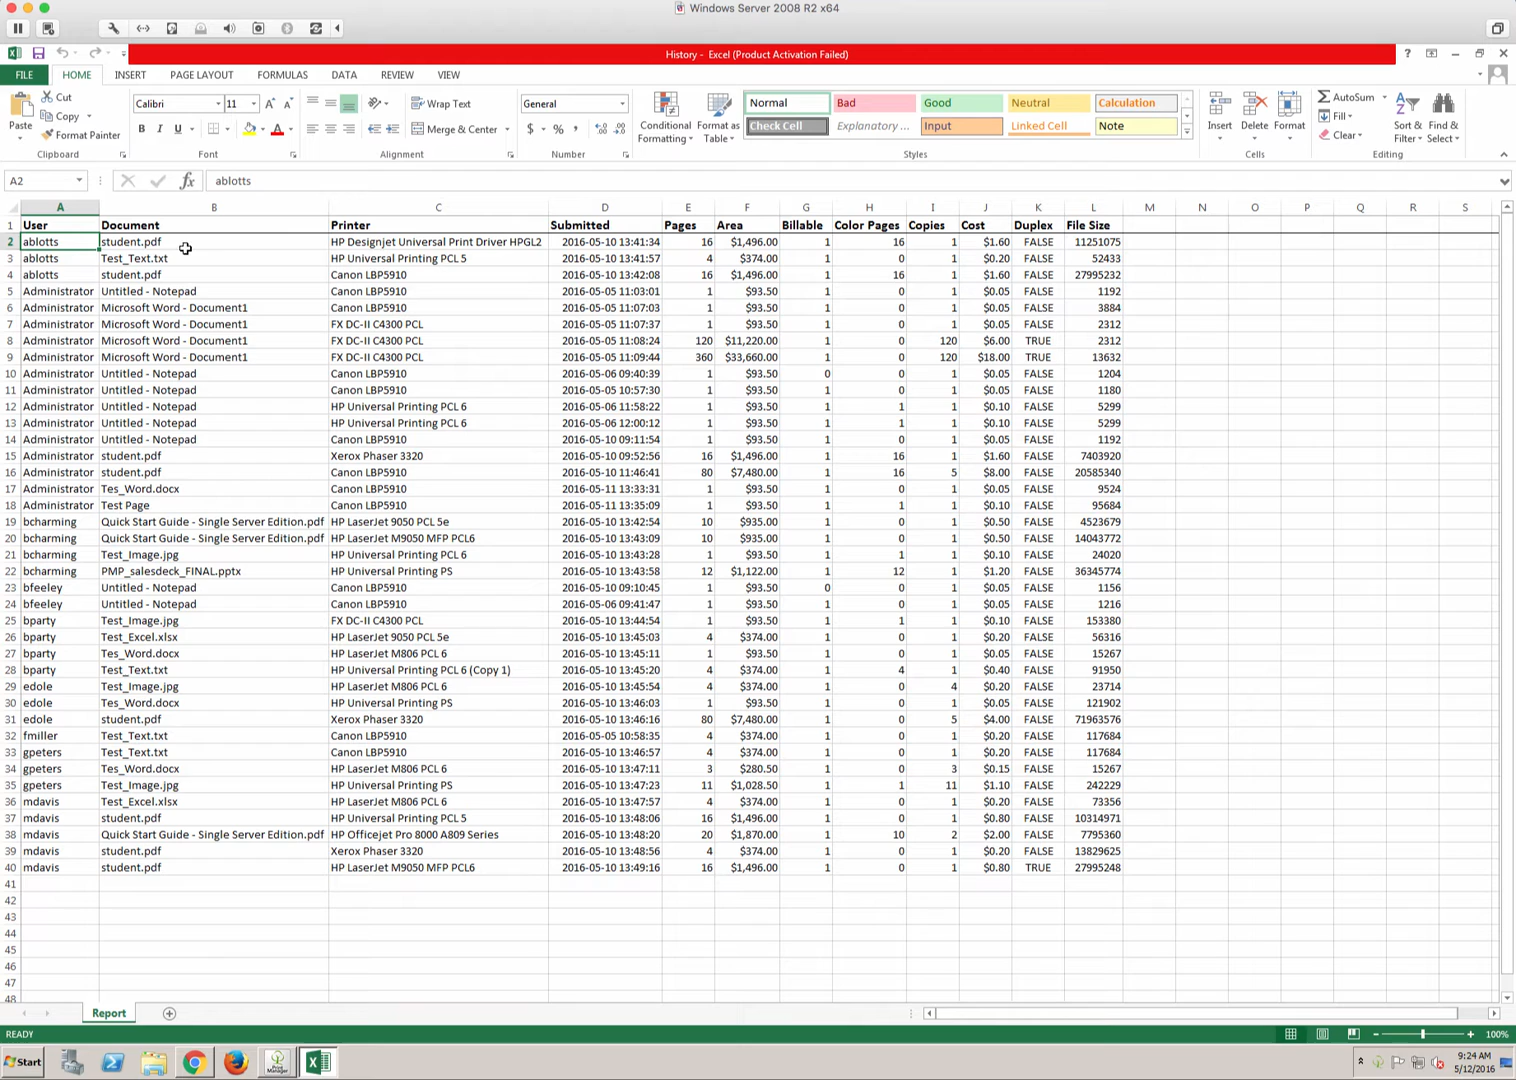 Windows Server 2008 R2 x64
History - Excel (Product Activation Failed)
FILE HOME INSERT PAGE LAYOUT FORMULAS DATA REVIEW VIEW
Paste Cut Copy Format Painter Clipboard
Calibri 11 B I U Font
Wrap Text Merge & Center Alignment
General $ % Number
Conditional Formatting Format as Table
Normal Bad Good Neutral Calculation
Check Cell Explanatory ... Input Linked Cell Note
Styles
Insert Delete Format Cells
AutoSum Fill Clear Sort & Filter Find & Select Editing
A2 fx ablotts
A B C D E F G H I J K L M N O P Q R S
1 User Document Printer Submitted Pages Area Billable Color Pages Copies Cost Duplex File Size
2 ablotts student.pdf HP Designjet Universal Print Driver HPGL2 2016-05-10 13:41:34 16 $1,496.00 1 16 1 $1.60 FALSE 11251075
3 ablotts Test_Text.txt HP Universal Printing PCL 5 2016-05-10 13:41:57 4 $374.00 1 0 1 $0.20 FALSE 52433
4 ablotts student.pdf Canon LBP5910 2016-05-10 13:42:08 16 $1,496.00 1 16 1 $1.60 FALSE 27995232
5 Administrator Untitled - Notepad Canon LBP5910 2016-05-05 11:03:01 1 $93.50 1 0 1 $0.05 FALSE 1192
6 Administrator Microsoft Word - Document1 Canon LBP5910 2016-05-05 11:07:03 1 $93.50 1 0 1 $0.05 FALSE 3884
7 Administrator Microsoft Word - Document1 FX DC-II C4300 PCL 2016-05-05 11:07:37 1 $93.50 1 0 1 $0.05 FALSE 2312
8 Administrator Microsoft Word - Document1 FX DC-II C4300 PCL 2016-05-05 11:08:24 120 $11,220.00 1 0 120 $6.00 TRUE 2312
9 Administrator Microsoft Word - Document1 FX DC-II C4300 PCL 2016-05-05 11:09:44 360 $33,660.00 1 0 120 $18.00 TRUE 13632
10 Administrator Untitled - Notepad Canon LBP5910 2016-05-06 09:40:39 1 $93.50 0 0 1 $0.05 FALSE 1204
11 Administrator Untitled - Notepad Canon LBP5910 2016-05-05 10:57:30 1 $93.50 1 0 1 $0.05 FALSE 1180
12 Administrator Untitled - Notepad HP Universal Printing PCL 6 2016-05-06 11:58:22 1 $93.50 1 1 1 $0.10 FALSE 5299
13 Administrator Untitled - Notepad HP Universal Printing PCL 6 2016-05-06 12:00:12 1 $93.50 1 1 1 $0.10 FALSE 5299
14 Administrator Untitled - Notepad Canon LBP5910 2016-05-10 09:11:54 1 $93.50 1 0 1 $0.05 FALSE 1192
15 Administrator student.pdf Xerox Phaser 3320 2016-05-10 09:52:56 16 $1,496.00 1 16 1 $1.60 FALSE 7403920
16 Administrator student.pdf Canon LBP5910 2016-05-10 11:46:41 80 $7,480.00 1 16 5 $8.00 FALSE 20585340
17 Administrator Tes_Word.docx Canon LBP5910 2016-05-11 13:33:31 1 $93.50 1 0 1 $0.05 FALSE 9524
18 Administrator Test Page Canon LBP5910 2016-05-11 13:35:09 1 $93.50 1 1 1 $0.10 FALSE 95684
19 bcharming Quick Start Guide - Single Server Edition.pdf HP LaserJet 9050 PCL 5e 2016-05-10 13:42:54 10 $935.00 1 0 1 $0.50 FALSE 4523679
20 bcharming Quick Start Guide - Single Server Edition.pdf HP LaserJet M9050 MFP PCL6 2016-05-10 13:43:09 10 $935.00 1 0 1 $0.50 FALSE 14043772
21 bcharming Test_Image.jpg HP Universal Printing PCL 6 2016-05-10 13:43:28 1 $93.50 1 1 1 $0.10 FALSE 24020
22 bcharming PMP_salesdeck_FINAL.pptx HP Universal Printing PS 2016-05-10 13:43:58 12 $1,122.00 1 12 1 $1.20 FALSE 36345774
23 bfeeley Untitled - Notepad Canon LBP5910 2016-05-10 09:10:45 1 $93.50 0 0 1 $0.05 FALSE 1156
24 bfeeley Untitled - Notepad Canon LBP5910 2016-05-06 09:41:47 1 $93.50 1 0 1 $0.05 FALSE 1216
25 bparty Test_Image.jpg FX DC-II C4300 PCL 2016-05-10 13:44:54 1 $93.50 1 1 1 $0.10 FALSE 153380
26 bparty Test_Excel.xlsx HP LaserJet 9050 PCL 5e 2016-05-10 13:45:03 4 $374.00 1 0 1 $0.20 FALSE 56316
27 bparty Tes_Word.docx HP LaserJet M806 PCL 6 2016-05-10 13:45:11 1 $93.50 1 0 1 $0.05 FALSE 15267
28 bparty Test_Text.txt HP Universal Printing PCL 6 (Copy 1) 2016-05-10 13:45:20 4 $374.00 1 4 1 $0.40 FALSE 91950
29 edole Test_Image.jpg HP LaserJet M806 PCL 6 2016-05-10 13:45:54 4 $374.00 1 0 4 $0.20 FALSE 23714
30 edole Tes_Word.docx HP Universal Printing PS 2016-05-10 13:46:03 1 $93.50 1 0 1 $0.05 FALSE 121902
31 edole student.pdf Xerox Phaser 3320 2016-05-10 13:46:16 80 $7,480.00 1 0 5 $4.00 FALSE 71963576
32 fmiller Test_Text.txt Canon LBP5910 2016-05-05 10:58:35 4 $374.00 1 0 1 $0.20 FALSE 117684
33 gpeters Test_Text.txt Canon LBP5910 2016-05-10 13:46:57 4 $374.00 1 0 1 $0.20 FALSE 117684
34 gpeters Tes_Word.docx HP LaserJet M806 PCL 6 2016-05-10 13:47:11 3 $280.50 1 0 3 $0.15 FALSE 15267
35 gpeters Test_Image.jpg HP Universal Printing PS 2016-05-10 13:47:23 11 $1,028.50 1 1 11 $1.10 FALSE 242229
36 mdavis Test_Excel.xlsx HP LaserJet M806 PCL 6 2016-05-10 13:47:57 4 $374.00 1 0 1 $0.20 FALSE 73356
37 mdavis student.pdf HP Universal Printing PCL 5 2016-05-10 13:48:06 16 $1,496.00 1 0 1 $0.80 FALSE 10314971
38 mdavis Quick Start Guide - Single Server Edition.pdf HP Officejet Pro 8000 A809 Series 2016-05-10 13:48:20 20 $1,870.00 1 10 2 $2.00 FALSE 7795360
39 mdavis student.pdf Xerox Phaser 3320 2016-05-10 13:48:56 4 $374.00 1 0 1 $0.20 FALSE 13829625
40 mdavis student.pdf HP LaserJet M9050 MFP PCL6 2016-05-10 13:49:16 16 $1,496.00 1 0 1 $0.80 TRUE 27995248
41
42
43
44
45
46
47
48
Report
READY 100%
Start 9:24 AM
5/12/2016